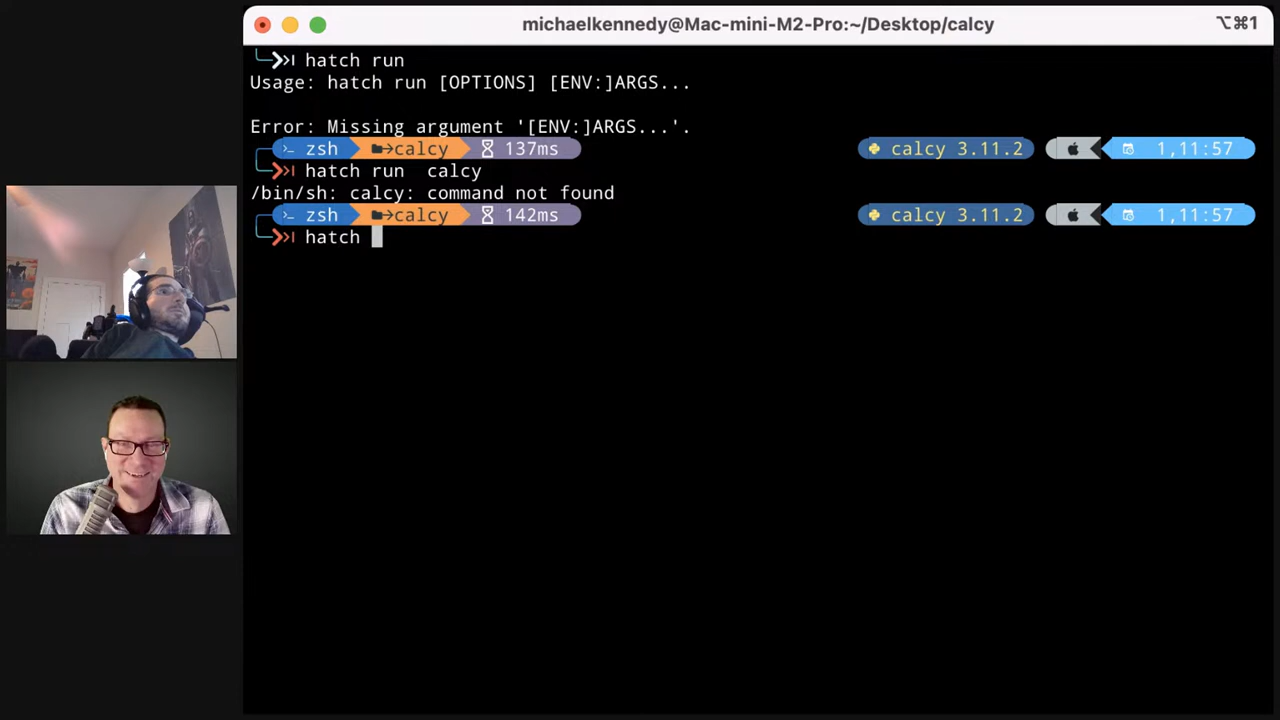 michaelkennedy@Mac-mini-M2-Pro:~/Desktop/calcy ⌥⌘1
hatch run
Usage: hatch run [OPTIONS] [ENV:]ARGS...
Error: Missing argument '[ENV:]ARGS...'.
zsh calcy 137ms calcy 3.11.2 1,11:57
hatch run  calcy
/bin/sh: calcy: command not found
zsh calcy 142ms calcy 3.11.2 1,11:57
hatch